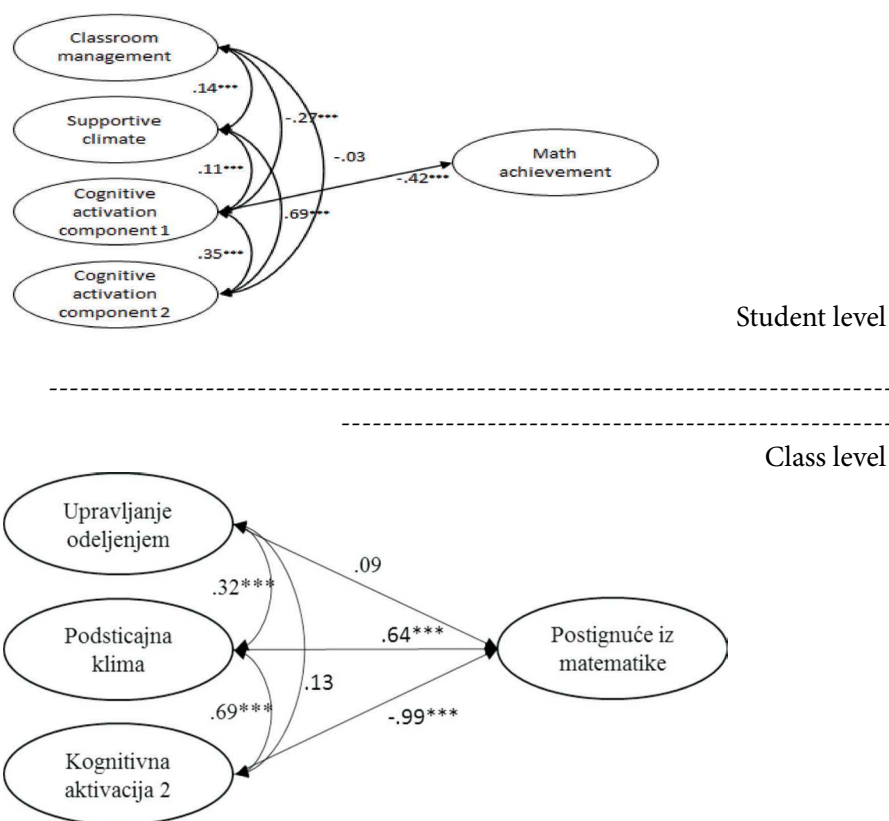 Classroom
management
.14***
-.27***
Supportive
climate
-.03
Math
achievement
.11***
-.42***
Cognitive
activation
component 1
.69***
.35***
Cognitive
activation
component 2
Student level
Class level
Upravljanje
odeljenjem
.09
.32***
Podsticajna
klima
.64***
Postignuće iz
matematike
.13
.69***
-.99***
Kognitivna
aktivacija 2